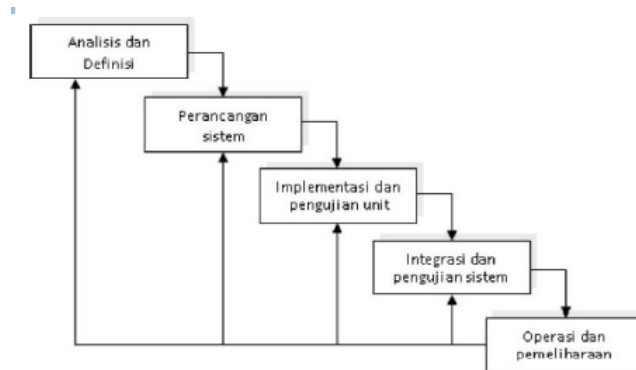 Analisis dan
Definisi
Perancangan
sistem
Implementasi dan
pengujian unit
Integrasi dan
pengujian sistem
Operasi dan
pemeliharaan